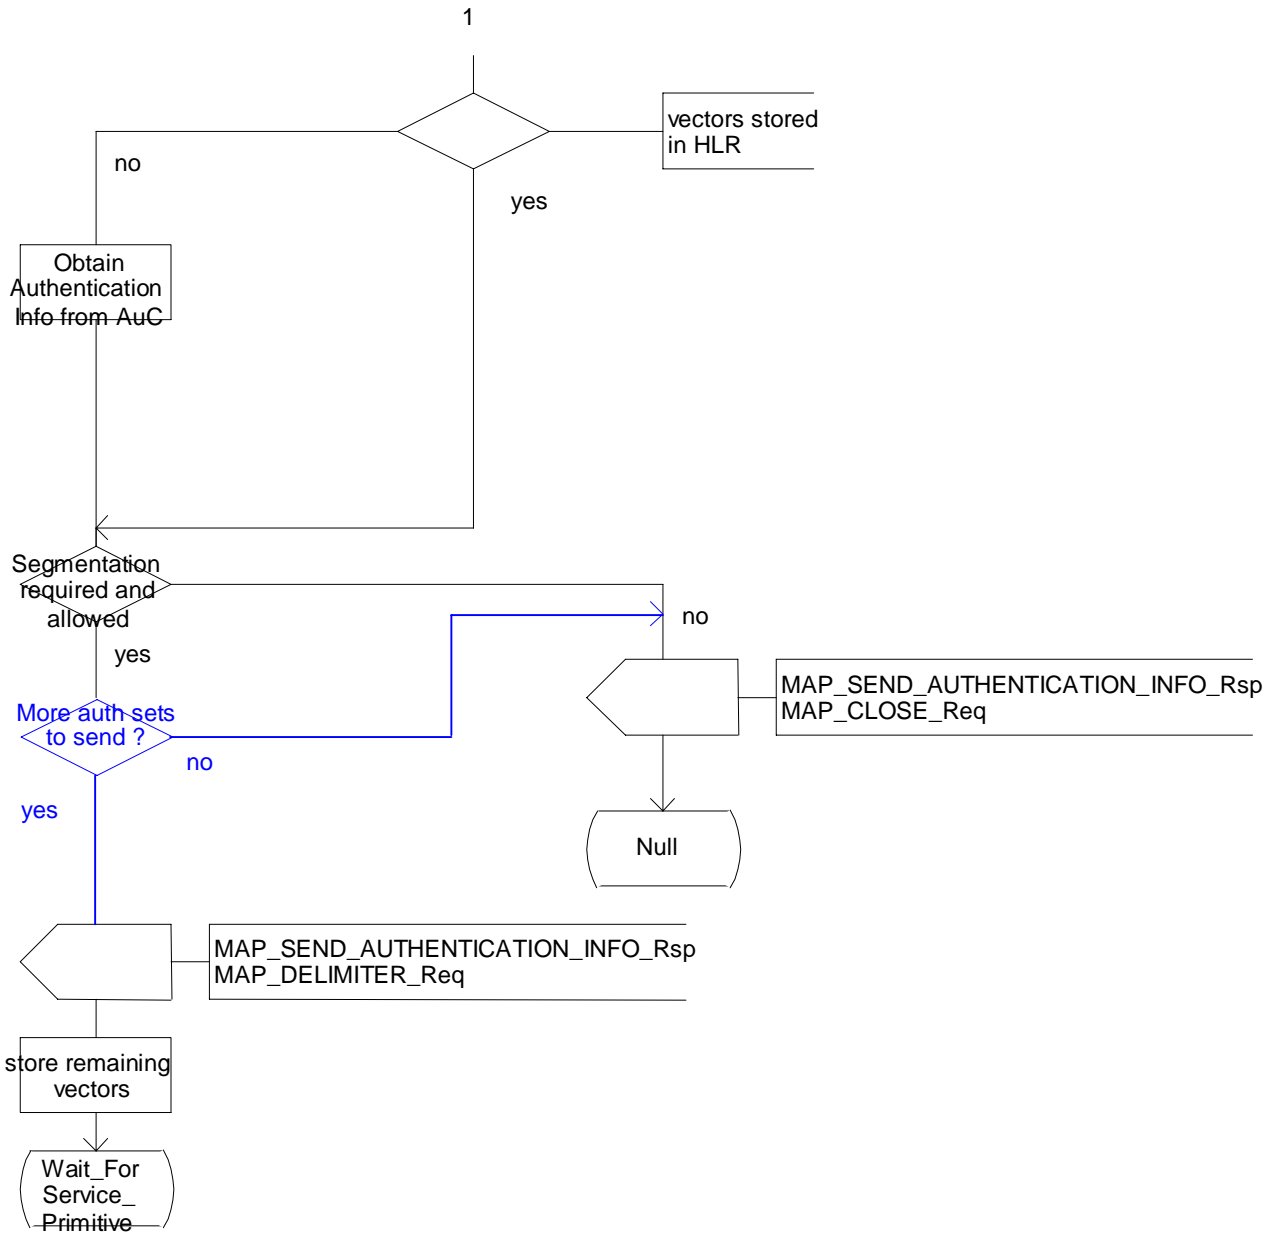 1
vectors stored
in HLR
no
yes
Obtain
Authentication
Info from AuC
Segmentation
required and
allowed
no
yes
MAP_SEND_AUTHENTICATION_INFO_Rsp
MAP_CLOSE_Req
More auth sets
to send ?
no
yes
Null
MAP_SEND_AUTHENTICATION_INFO_Rsp
MAP_DELIMITER_Req
store remaining
vectors
Wait_For
Service_
Primitive